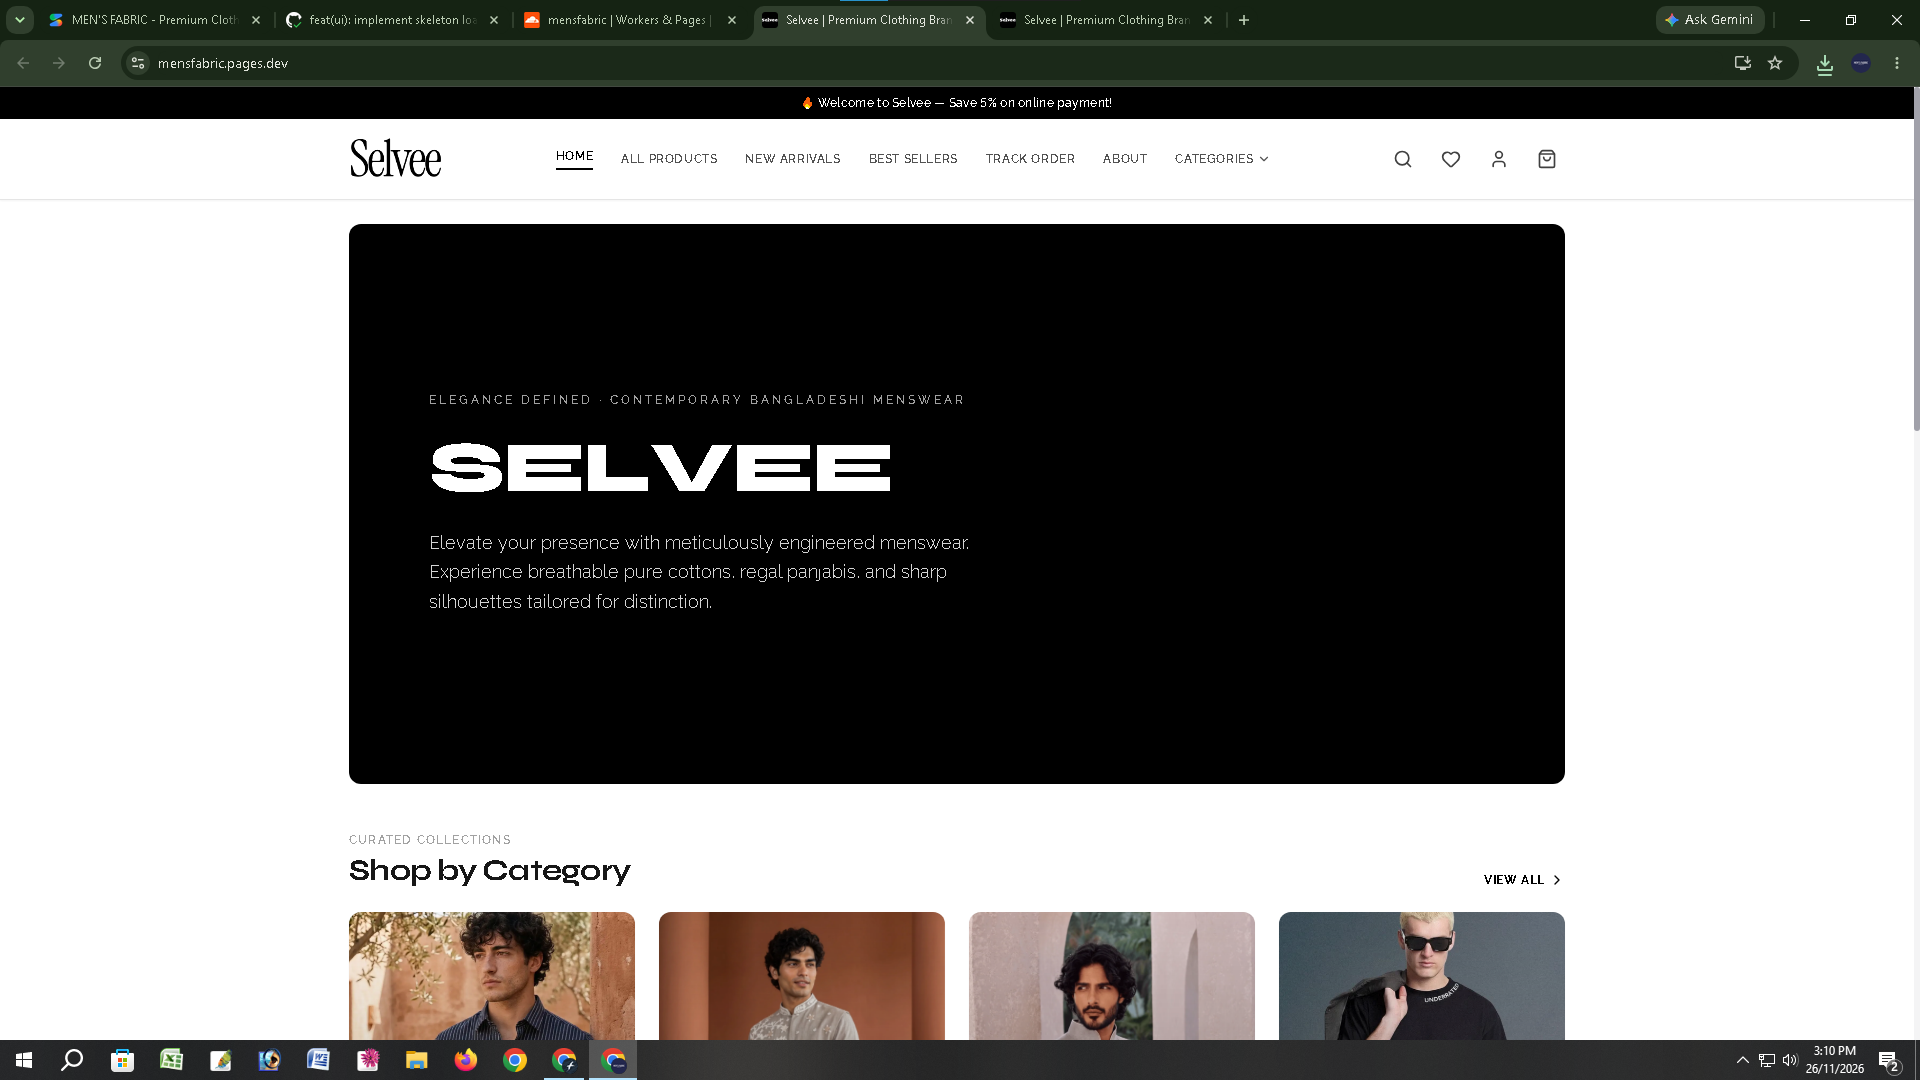 MEN'S FABRIC - Premium Cloth
feat(ui): implement skeleton loa
mensfabric | Workers & Pages |
Selvee | Premium Clothing Bran
Selvee | Premium Clothing Bran
Ask Gemini
mensfabric.pages.dev
🔥 Welcome to Selvee — Save 5% on online payment!
Selvee
HOME
ALL PRODUCTS
NEW ARRIVALS
BEST SELLERS
TRACK ORDER
ABOUT
CATEGORIES
ELEGANCE DEFINED · CONTEMPORARY BANGLADESHI MENSWEAR
SELVEE
Elevate your presence with meticulously engineered menswear.
Experience breathable pure cottons, regal panjabis, and sharp
silhouettes tailored for distinction.
CURATED COLLECTIONS
Shop by Category
VIEW ALL
UNDERRATED
3:10 PM
26/11/2026
2